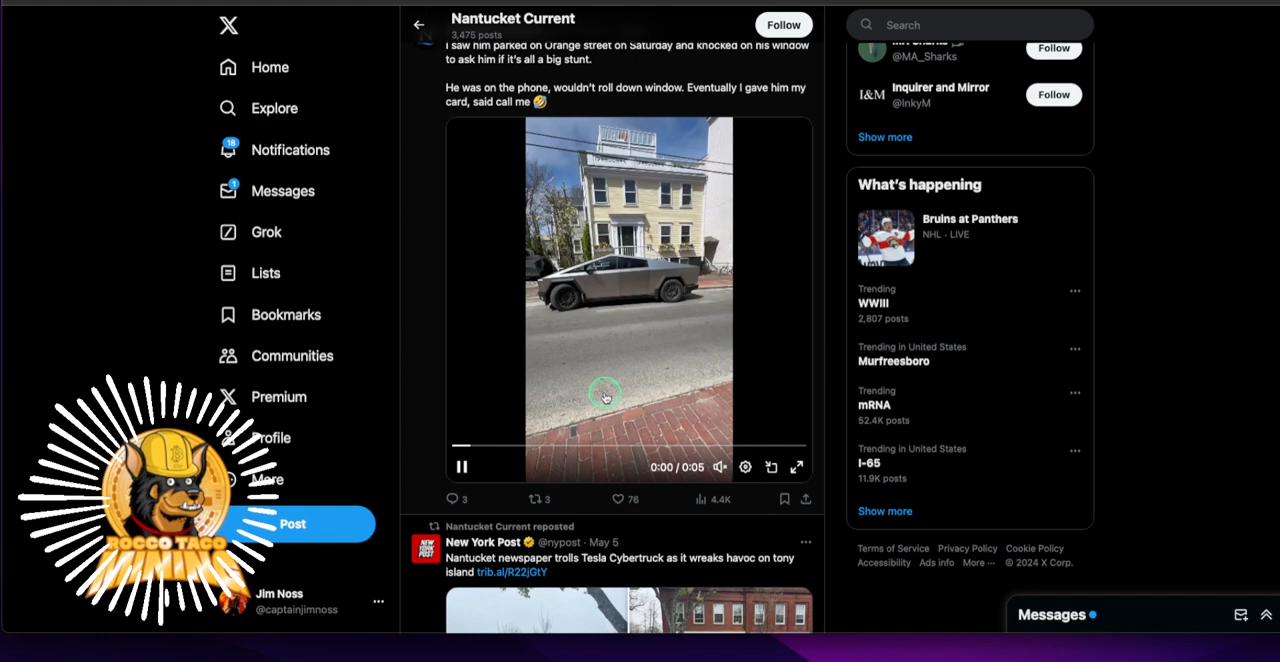 Home
Explore
18
Notifications
1
Messages
Grok
Lists
Bookmarks
Communities
Premium
Profile
More
Post
ROCCO TACO
MINING
Jim Noss
@captainjimnoss
Nantucket Current
3,475 posts
Follow
I saw him parked on Orange street on Saturday and knocked on his window
to ask him if it's all a big stunt.
He was on the phone, wouldn't roll down window. Eventually I gave him my
card, said call me 🤣
0:00 / 0:05
3
3
76
4.4K
Nantucket Current reposted
NEW YORK POST
New York Post @nypost · May 5
Nantucket newspaper trolls Tesla Cybertruck as it wreaks havoc on tony
island trib.al/R22jGtY
Search
MA Sharks
@MA_Sharks
Follow
I&M
Inquirer and Mirror
@InkyM
Follow
Show more
What's happening
Bruins at Panthers
NHL · LIVE
Trending
WWIII
2,807 posts
Trending in United States
Murfreesboro
Trending
mRNA
52.4K posts
Trending in United States
I-65
11.9K posts
Show more
Terms of Service Privacy Policy Cookie Policy
Accessibility Ads info More ··· © 2024 X Corp.
Messages